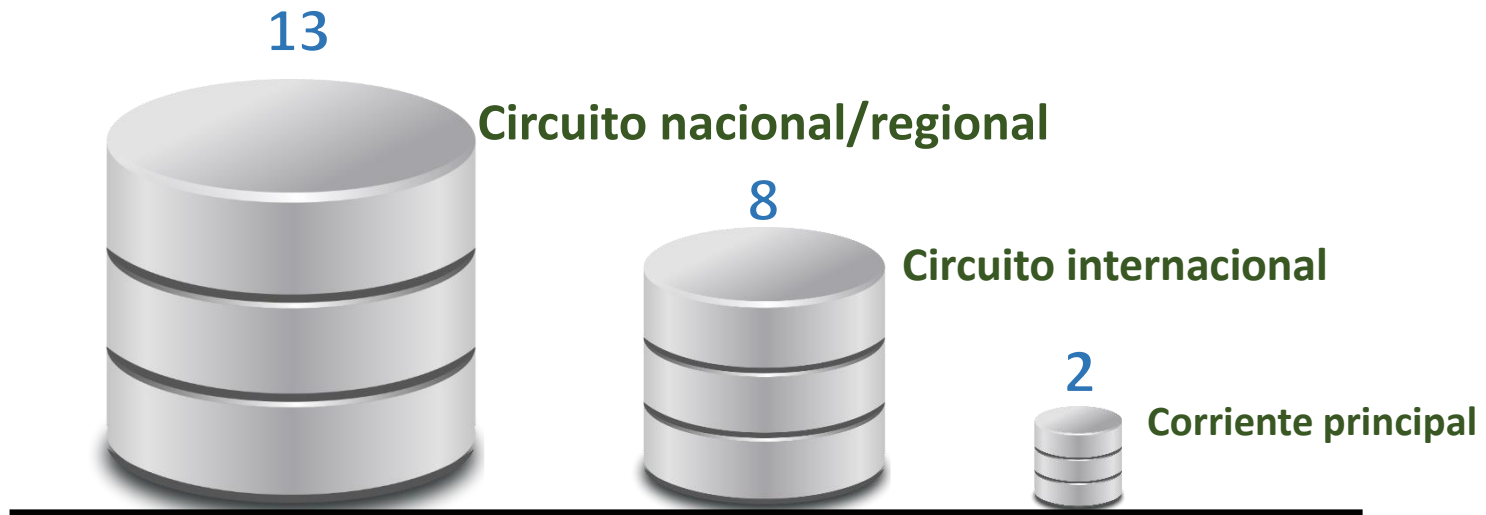 13
Circuito nacional/regional
8
Circuito internacional
2
Corriente principal